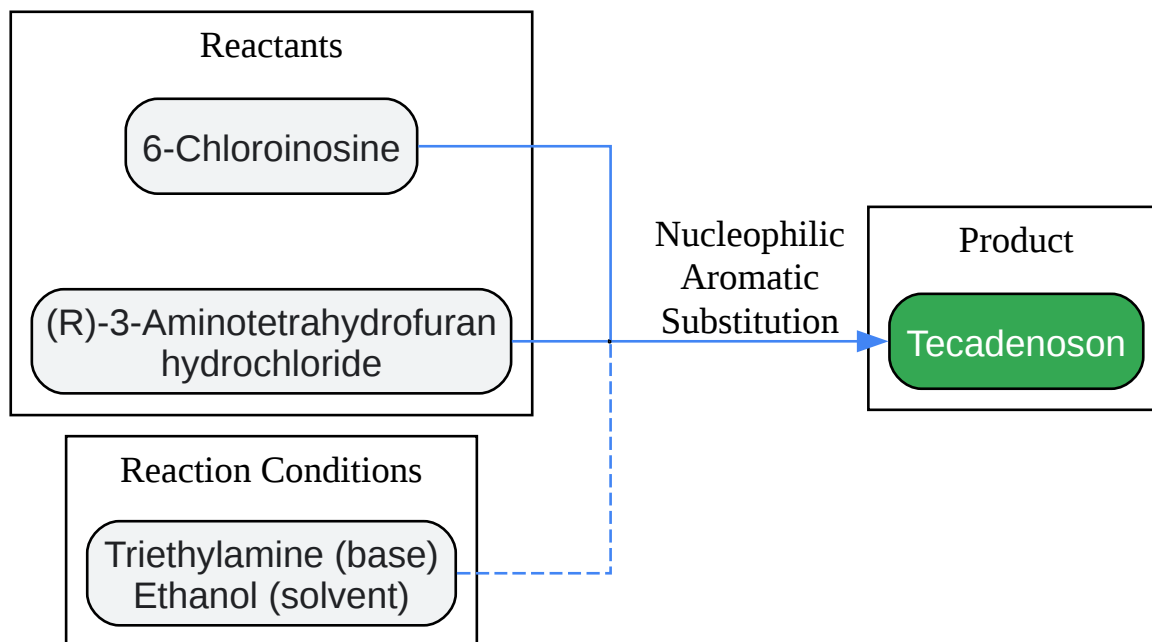 Reactants
6-Chloroinosine
(R)-3-Aminotetrahydrofuran
hydrochloride
Reaction Conditions
Triethylamine (base)
Ethanol (solvent)
Nucleophilic
Aromatic
Substitution
Product
Tecadenoson